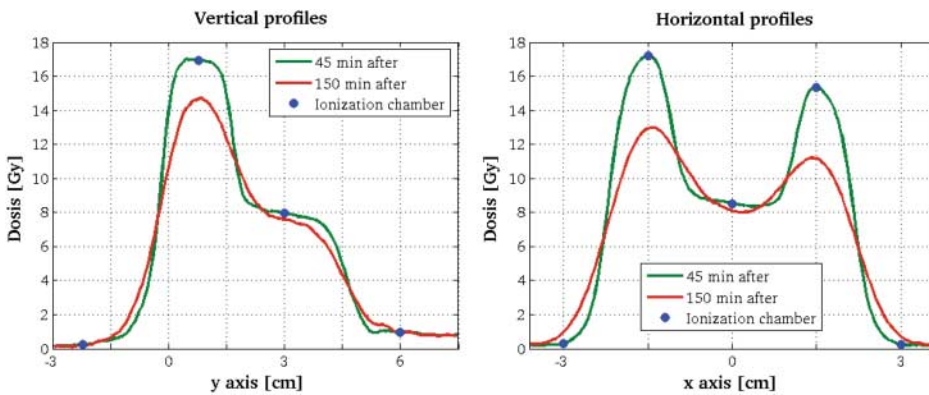 Vertical profiles
18
16
14
12
10
8
6
4
2
0
Dosis [Gy]
45 min after
150 min after
Ionization chamber
-3
0
3
6
y axis [cm]
Horizontal profiles
18
16
14
12
10
8
6
4
2
0
Dosis [Gy]
45 min after
150 min after
Ionization chamber
-3
0
3
x axis [cm]